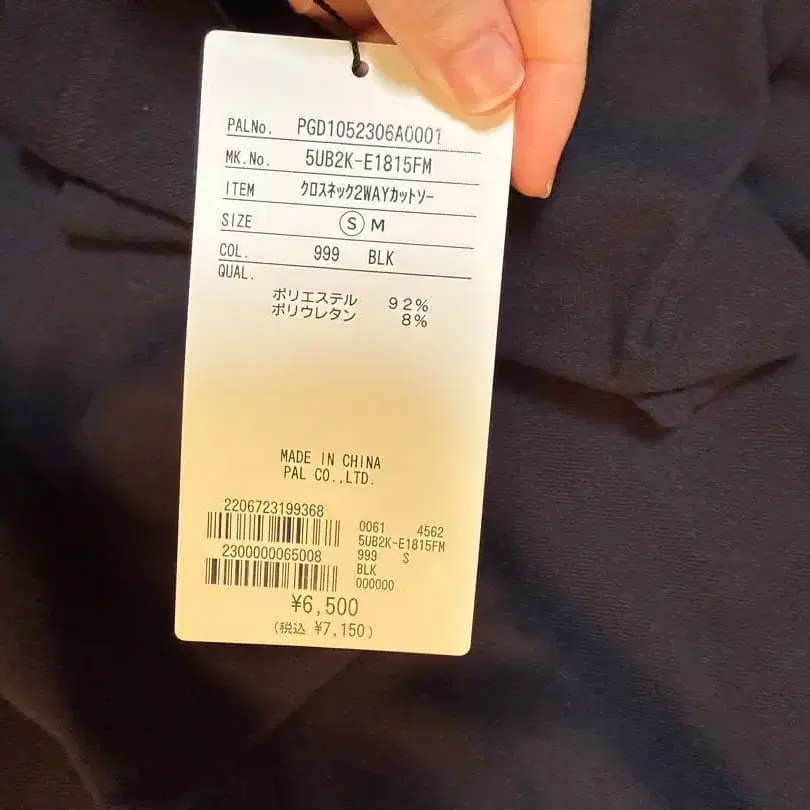 PALNo. PGD1052306A0001
MK.No. 5UB2K-E1815FM
ITEM クロスネック2WAYカットソー
SIZE Ⓢ M
COL. 999 BLK
QUAL.
ポリエステル 92%
ポリウレタン 8%
MADE IN CHINA
PAL CO.,LTD.
2206723199368
0061 4562
5UB2K-E1815FM
2300000065008
999 S
BLK
000000
¥6,500
(税込 ¥7,150)